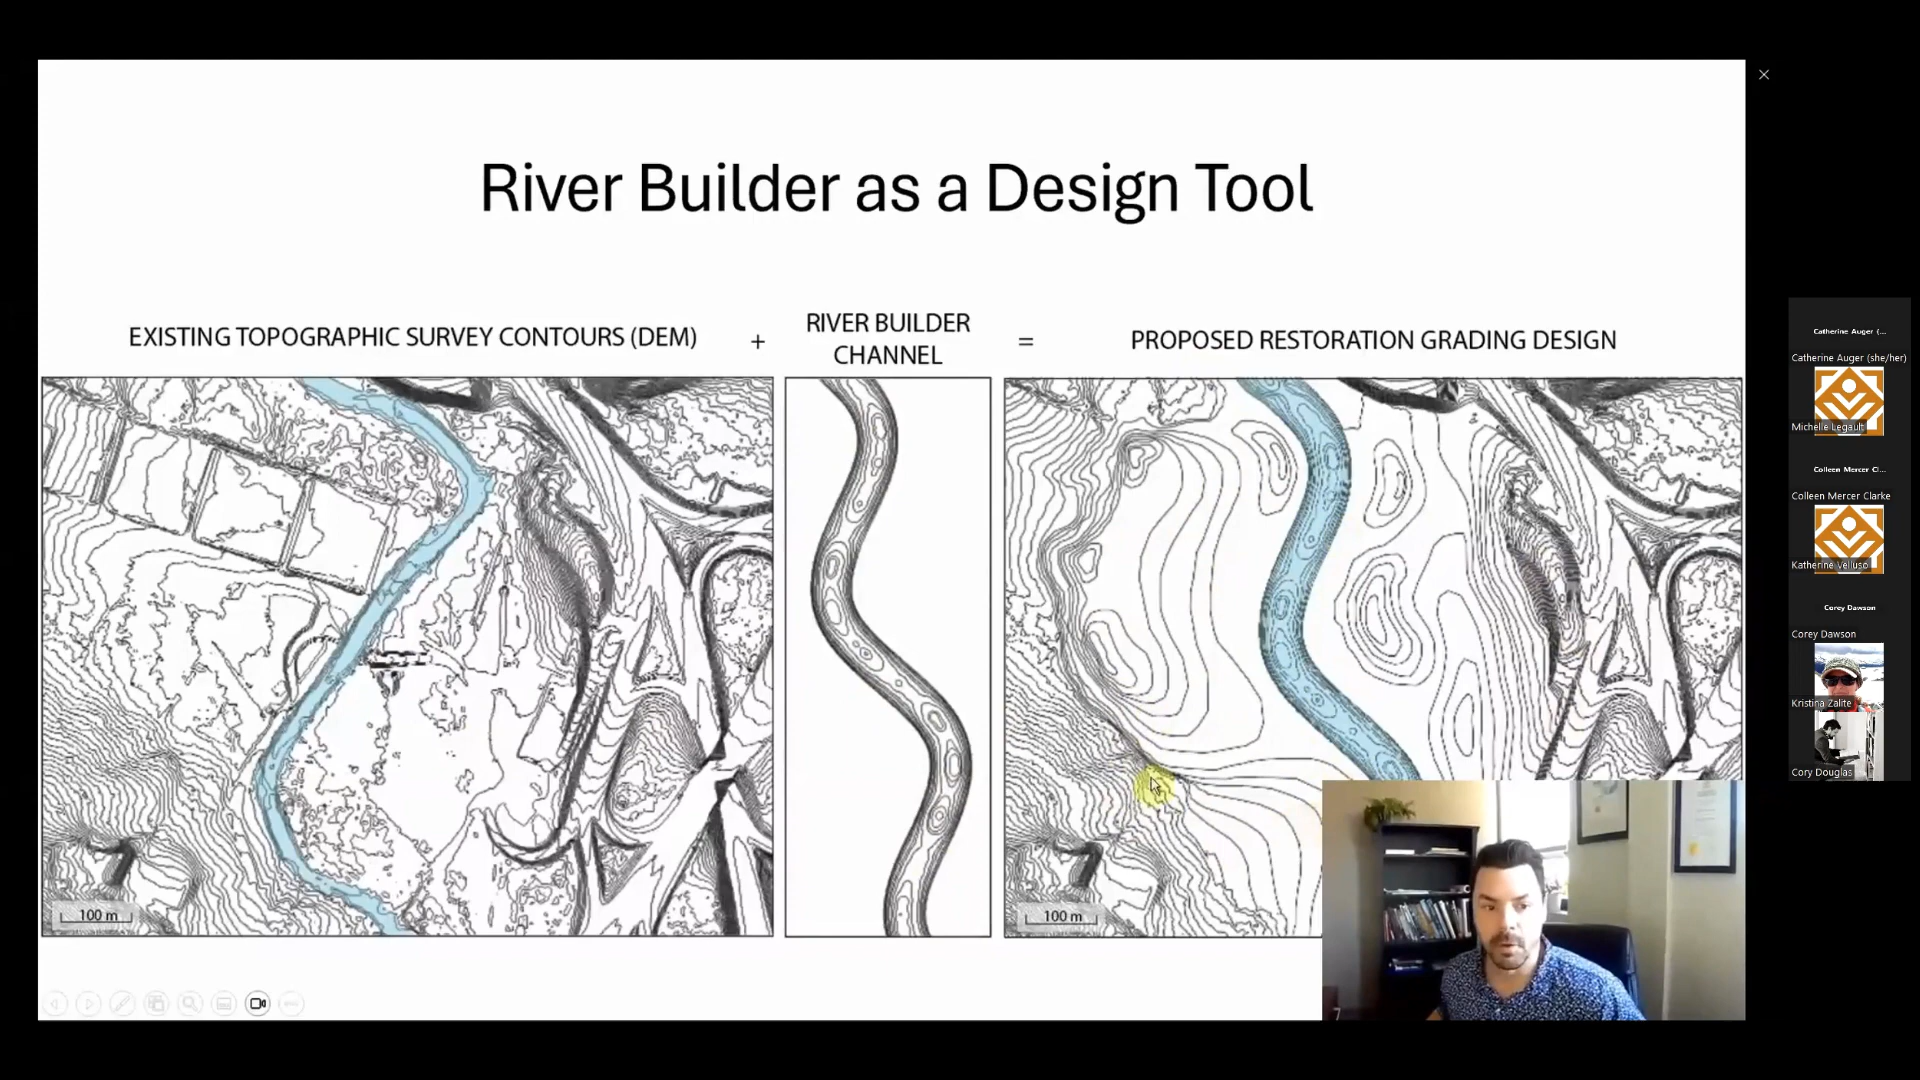 River Builder as a Design Tool
EXISTING TOPOGRAPHIC SURVEY CONTOURS (DEM)
+
RIVER BUILDER
CHANNEL
=
PROPOSED RESTORATION GRADING DESIGN
100 m
100 m
Catherine Auger (...
Catherine Auger (she/her)
Michelle Legault
Colleen Mercer Cl...
Colleen Mercer Clarke
Katherine Velluso
Corey Dawson
Corey Dawson
Kristina Zalite
Cory Douglas